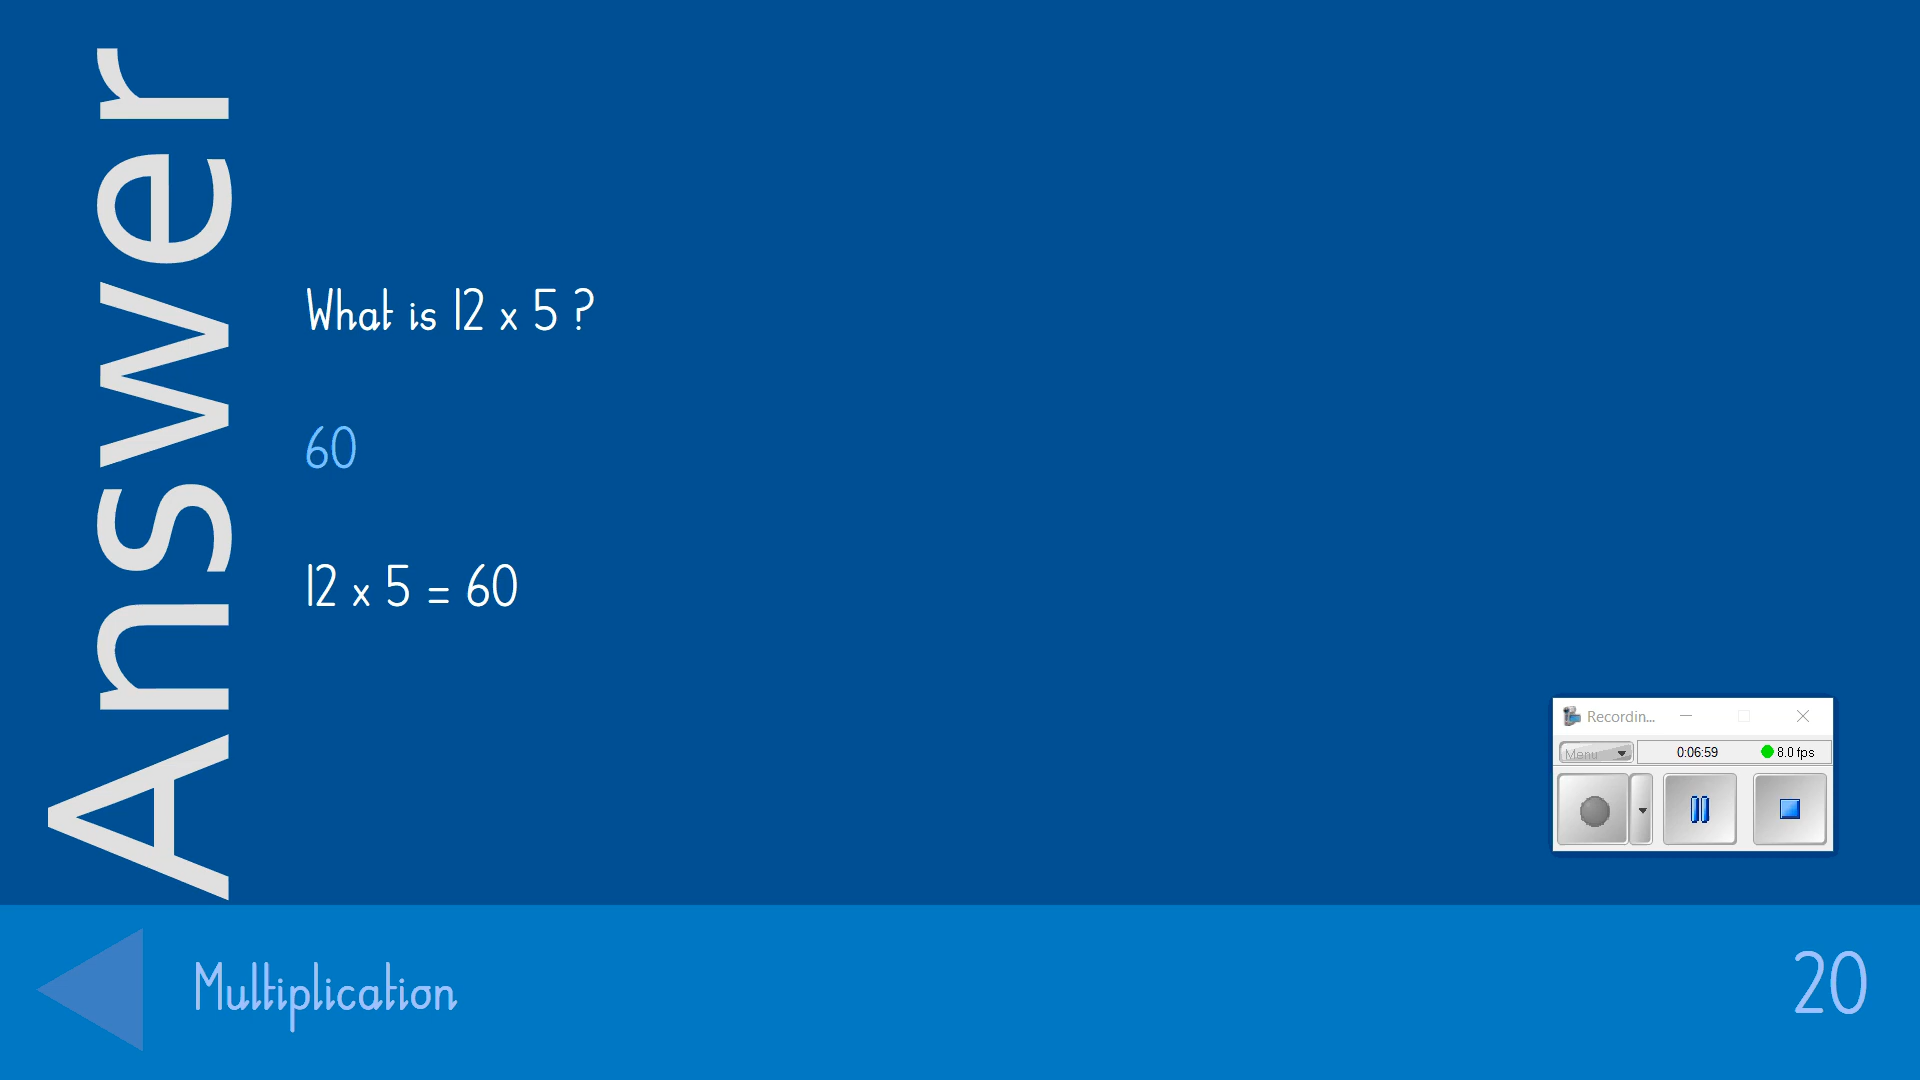 Answer
What is 12 x 5 ?
60
12 x 5 = 60
Recordin...
Menu
0:06:59
8.0 fps
Multiplication
20